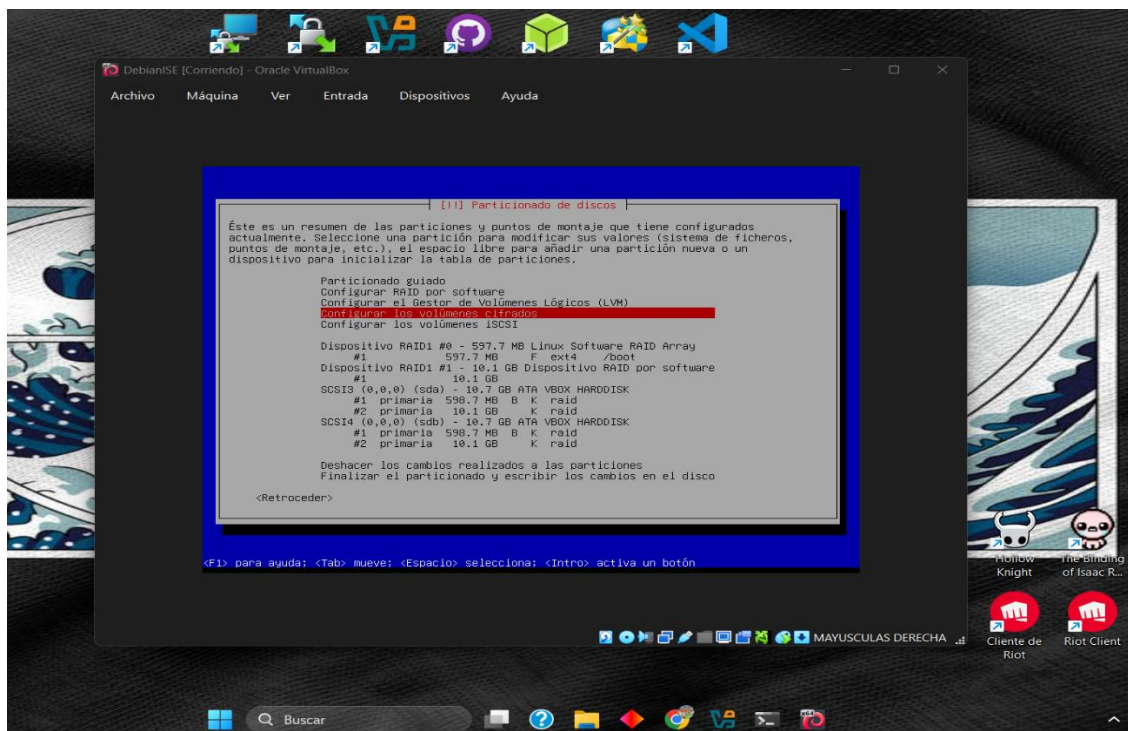 DebianISE [Corriendo] - Oracle VirtualBox
Archivo Máquina Ver Entrada Dispositivos Ayuda
[!!] Particionado de discos
Éste es un resumen de las particiones y puntos de montaje que tiene configurados
actualmente. Seleccione una partición para modificar sus valores (sistema de ficheros,
puntos de montaje, etc.), el espacio libre para añadir una partición nueva o un
dispositivo para inicializar la tabla de particiones.
Particionado guiado
Configurar RAID por software
Configurar el Gestor de Volúmenes Lógicos (LVM)
Configurar los volúmenes cifrados
Configurar los volúmenes iSCSI
Dispositivo RAID1 #0 - 597.7 MB Linux Software RAID Array
#1 597.7 MB F ext4 /boot
Dispositivo RAID1 #1 - 10.1 GB Dispositivo RAID por software
#1 10.1 GB
SCSI3 (0,0,0) (sda) - 10.7 GB ATA VBOX HARDDISK
#1 primaria 598.7 MB B K raid
#2 primaria 10.1 GB K raid
SCSI4 (0,0,0) (sdb) - 10.7 GB ATA VBOX HARDDISK
#1 primaria 598.7 MB B K raid
#2 primaria 10.1 GB K raid
Deshacer los cambios realizados a las particiones
Finalizar el particionado y escribir los cambios en el disco
<Retroceder>
<F1> para ayuda; <Tab> mueve; <Espacio> selecciona; <Intro> activa un botón
MAYUSCULAS DERECHA
Hollow
Knight
The Binding
of Isaac R...
Cliente de
Riot
Riot Client
Buscar
x64